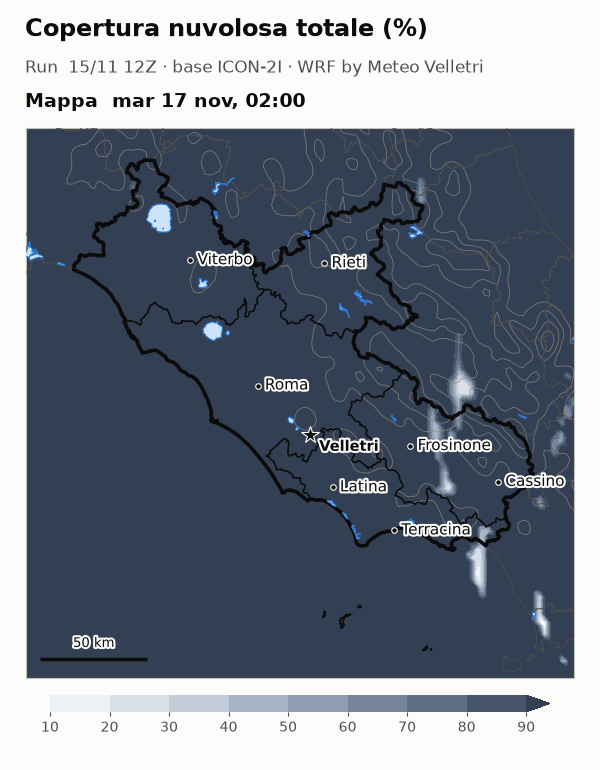 Copertura nuvolosa totale (%)
Run  15/11 12Z · base ICON-2I · WRF by Meteo Velletri
Mappa  mar 17 nov, 02:00
Viterbo
Rieti
Roma
Velletri
Frosinone
Cassino
Latina
Terracina
50 km
10 20 30 40 50 60 70 80 90